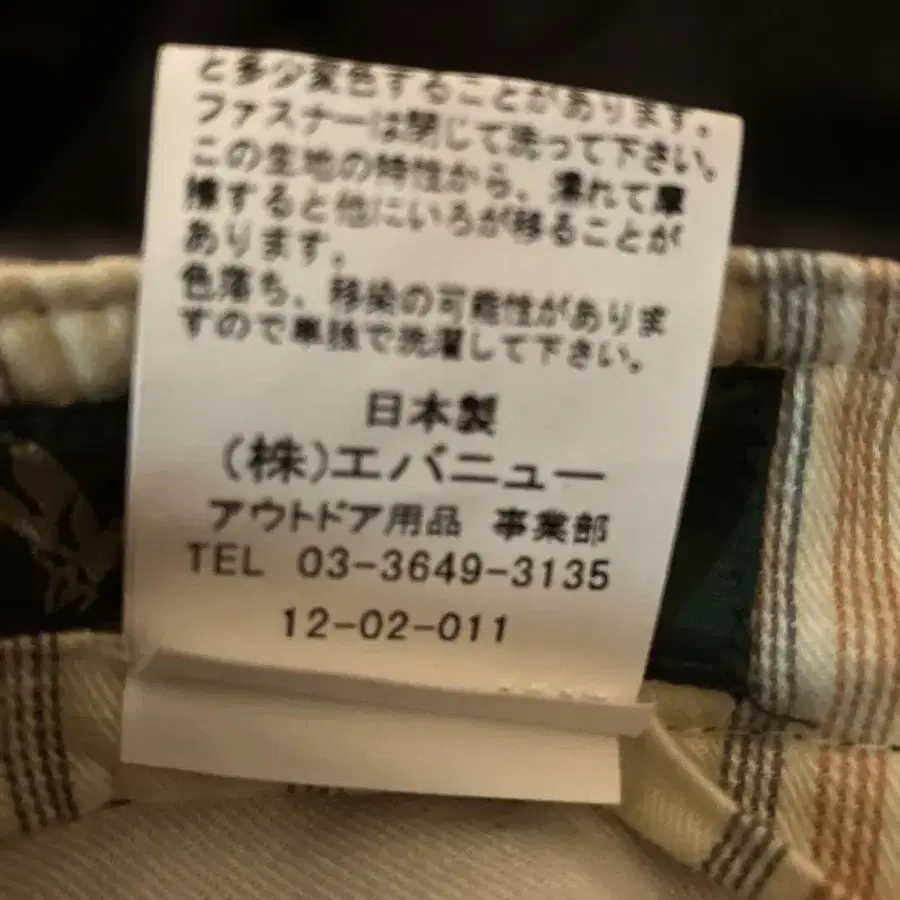 と多少変色することがあります。
ファスナーは閉じて洗って下さい。
この生地の特性から、濡れて摩
擦すると他にいろが移ることが
あります。
色落ち、移染の可能性がありま
すので単独で洗濯して下さい。
日本製
(株)エバニュー
アウトドア用品 事業部
TEL 03-3649-3135
12-02-011